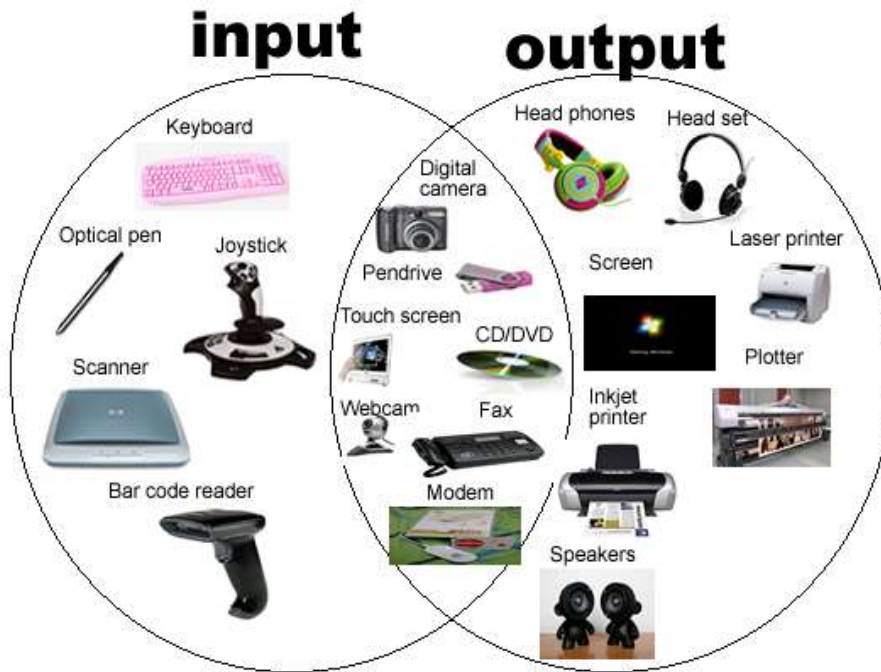 input
output
Keyboard
Head phones
Head set
Digital
camera
Optical pen
Joystick
Laser printer
Pendrive
Screen
Touch screen
CD/DVD
Scanner
Plotter
Inkjet
printer
Webcam
Fax
Bar code reader
Modem
Speakers